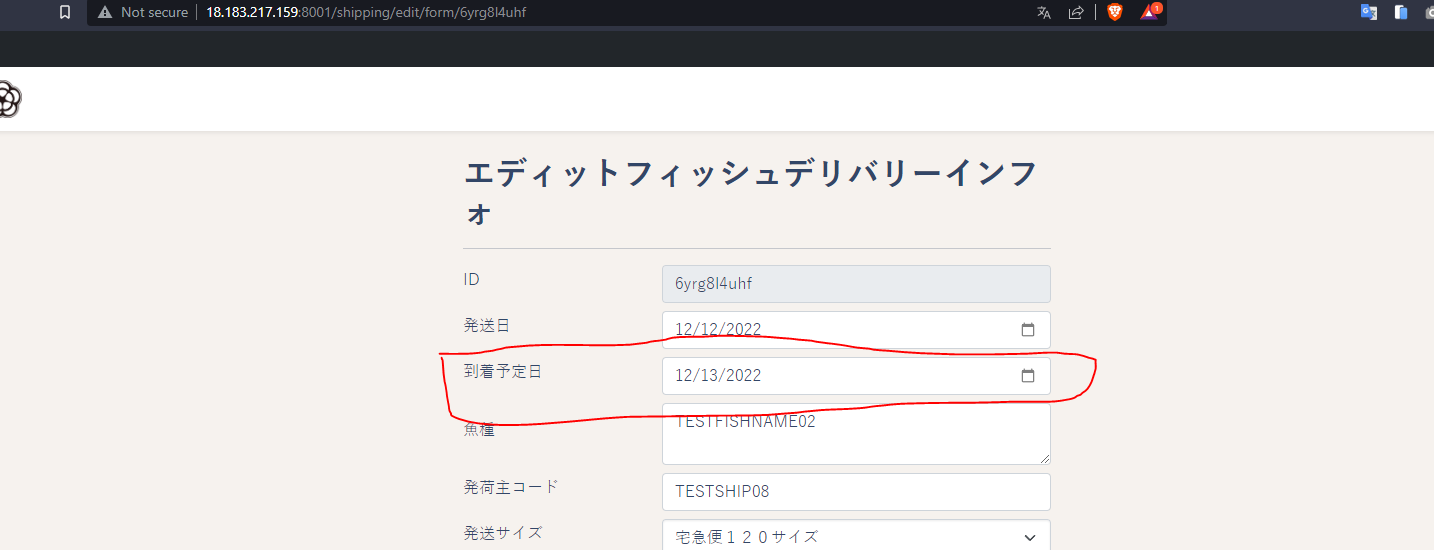 Not secure 18.183.217.159:8001/shipping/edit/form/6yrg8l4uhf 1
エディットフィッシュデリバリーインフ
ォ
ID 6yrg8l4uhf
発送日 12/12/2022
到着予定日 12/13/2022
魚種 TESTFISHNAME02
発荷主コード TESTSHIP08
発送サイズ 宅急便１２０サイズ